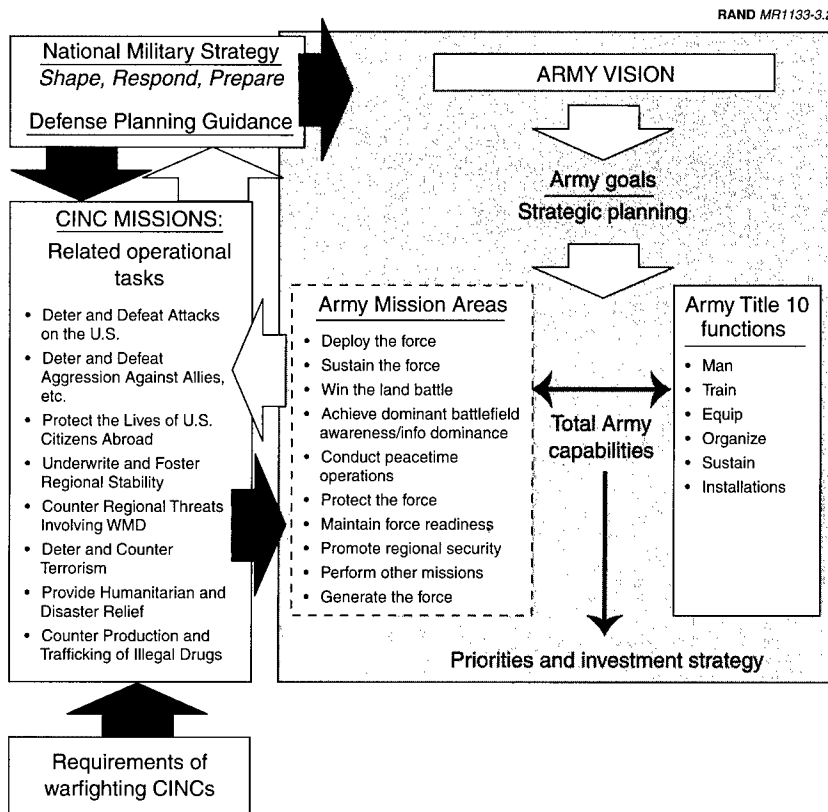 RAND MR1133-3.2
National Military Strategy
Shape, Respond, Prepare
Defense Planning Guidance
ARMY VISION
Army goals
Strategic planning
CINC MISSIONS:
Related operational
tasks
• Deter and Defeat Attacks
on the U.S.
• Deter and Defeat
Aggression Against Allies,
etc.
• Protect the Lives of U.S.
Citizens Abroad
• Underwrite and Foster
Regional Stability
• Counter Regional Threats
Involving WMD
• Deter and Counter
Terrorism
• Provide Humanitarian and
Disaster Relief
• Counter Production and
Trafficking of Illegal Drugs
Army Mission Areas
• Deploy the force
• Sustain the force
• Win the land battle
• Achieve dominant battlefield
awareness/info dominance
• Conduct peacetime
operations
• Protect the force
• Maintain force readiness
• Promote regional security
• Perform other missions
• Generate the force
Total Army
capabilities
Army Title 10
functions
• Man
• Train
• Equip
• Organize
• Sustain
• Installations
Priorities and investment strategy
Requirements of
warfighting CINCs